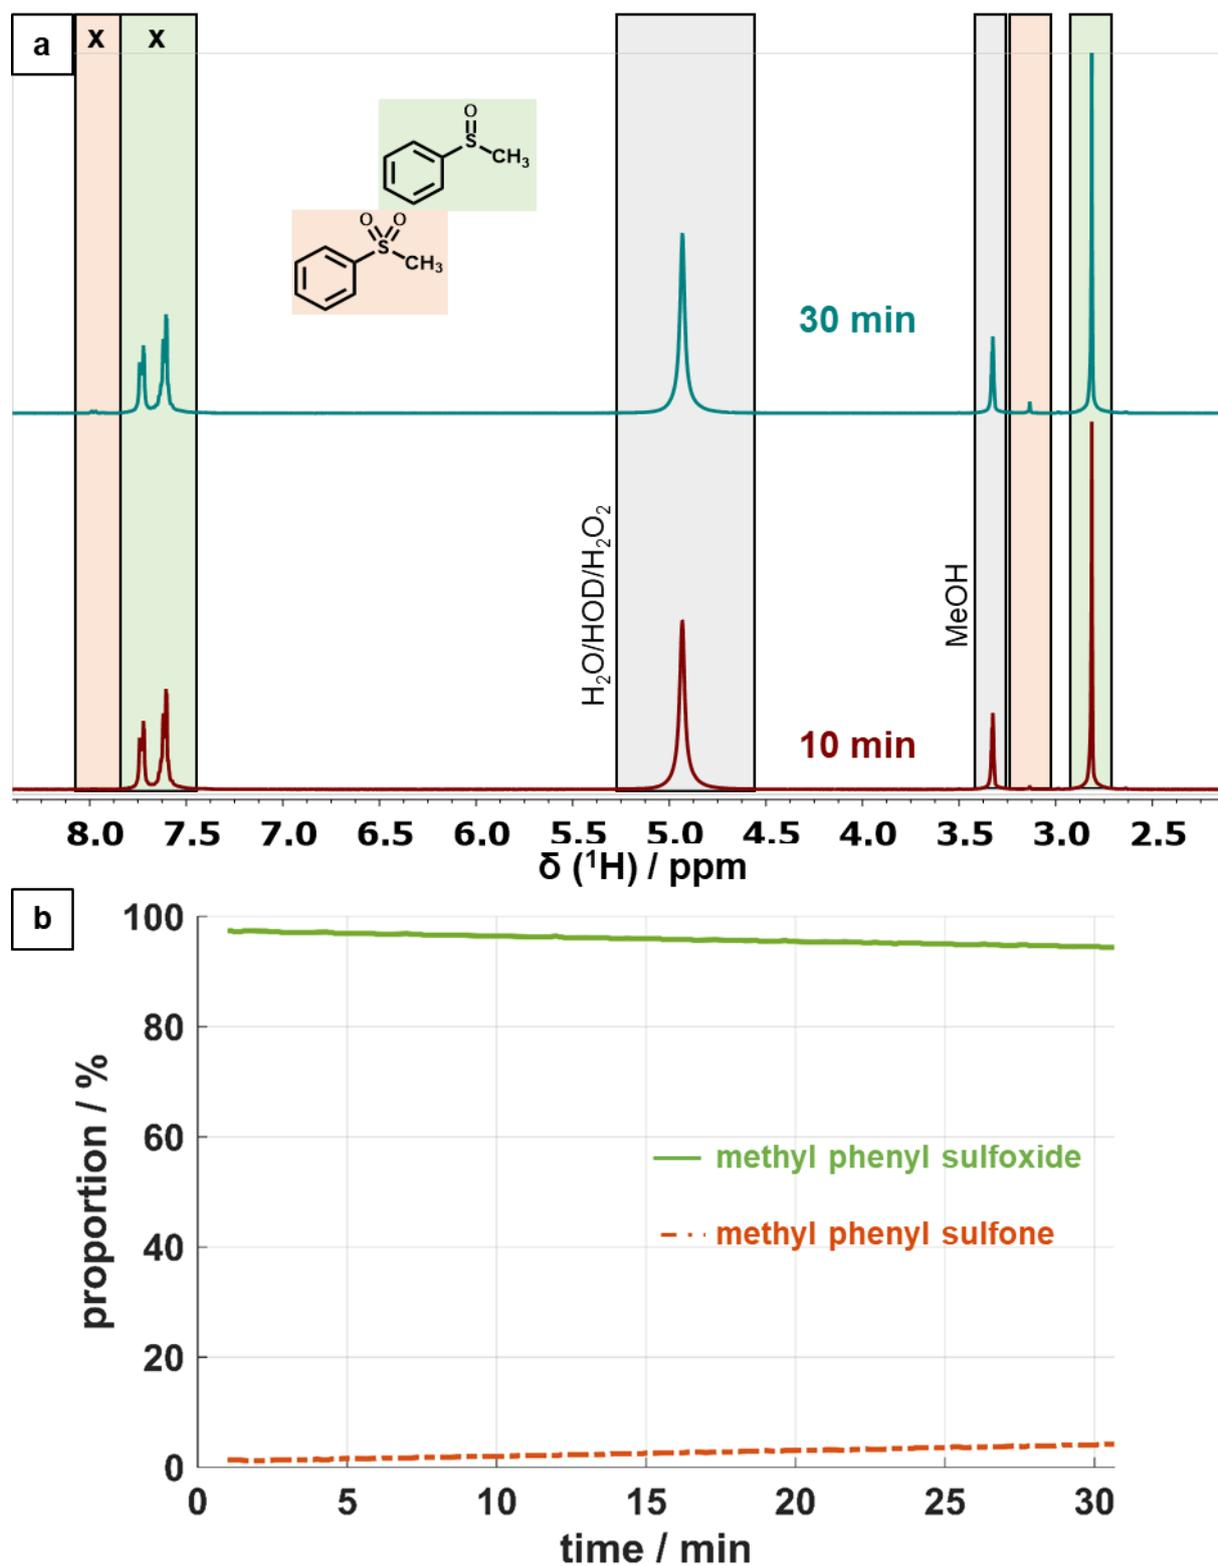 a
x x
O
S
CH₃
O O
S
CH₃
30 min
H₂O/HOD/H₂O₂
MeOH
10 min
8.0 7.5 7.0 6.5 6.0 5.5 5.0 4.5 4.0 3.5 3.0 2.5
δ (¹H) / ppm
b
100
80
60
40
20
0
proportion / %
methyl phenyl sulfoxide
methyl phenyl sulfone
0 5 10 15 20 25 30
time / min